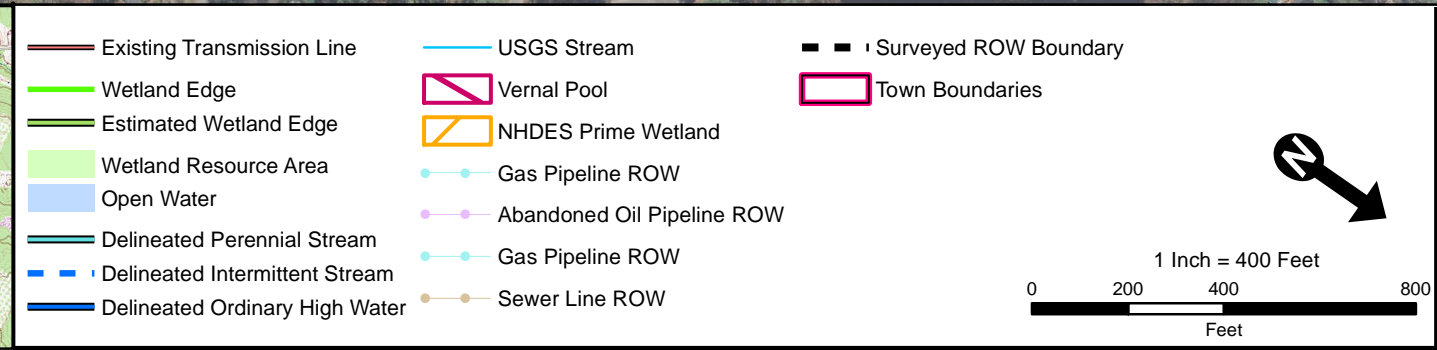 Existing Transmission Line
Wetland Edge
Estimated Wetland Edge
Wetland Resource Area
Open Water
Delineated Perennial Stream
Delineated Intermittent Stream
Delineated Ordinary High Water
USGS Stream
Vernal Pool
NHDES Prime Wetland
Gas Pipeline ROW
Abandoned Oil Pipeline ROW
Gas Pipeline ROW
Sewer Line ROW
Surveyed ROW Boundary
Town Boundaries
N
1 Inch = 400 Feet
0 200 400 800
Feet